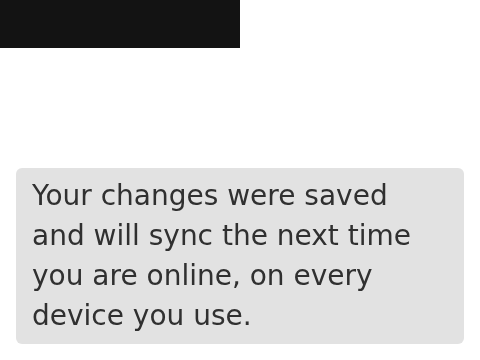 Your changes were saved
and will sync the next time
you are online, on every
device you use.